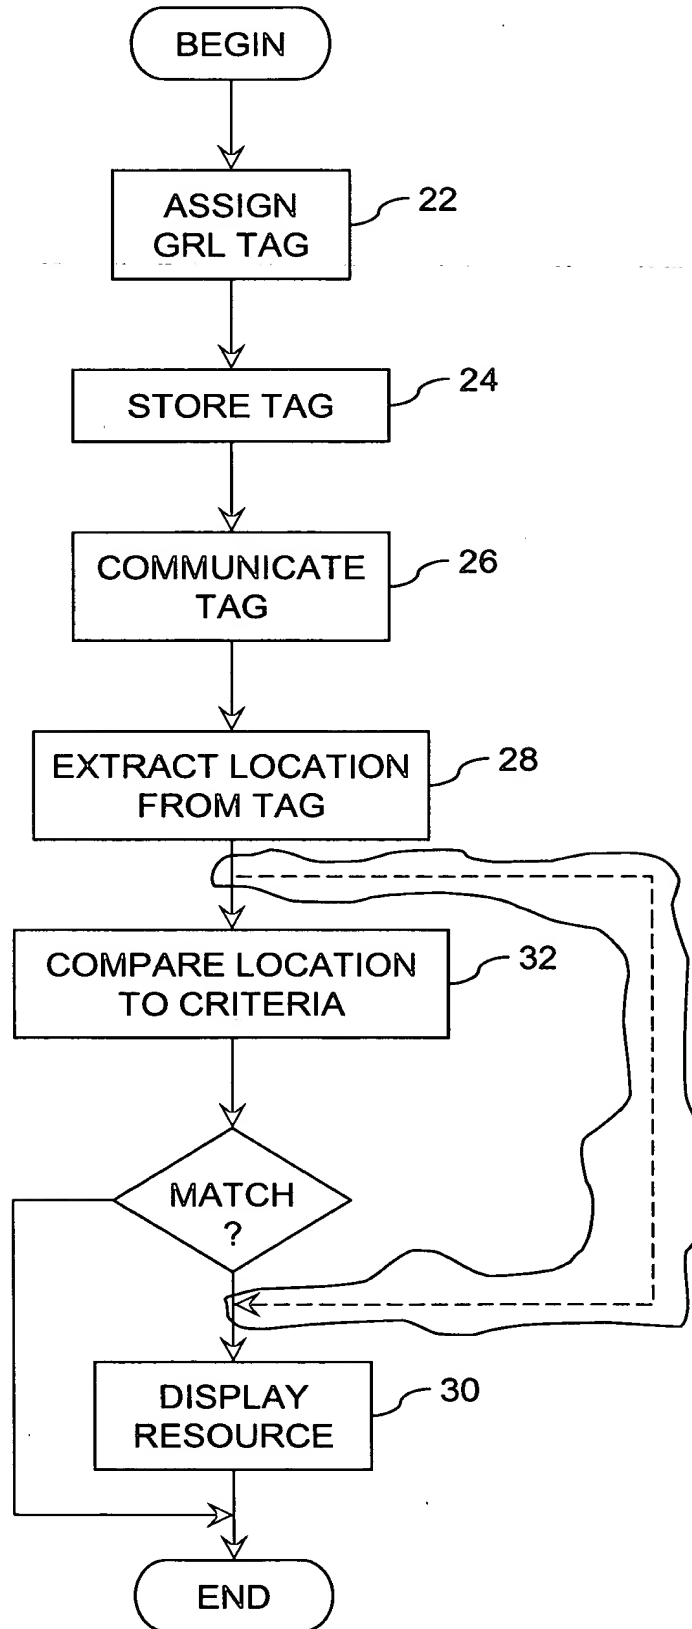 BEGIN
ASSIGN
GRL TAG
22
STORE TAG
24
COMMUNICATE
TAG
26
EXTRACT LOCATION
FROM TAG
28
COMPARE LOCATION
TO CRITERIA
32
MATCH
?
DISPLAY
RESOURCE
30
END